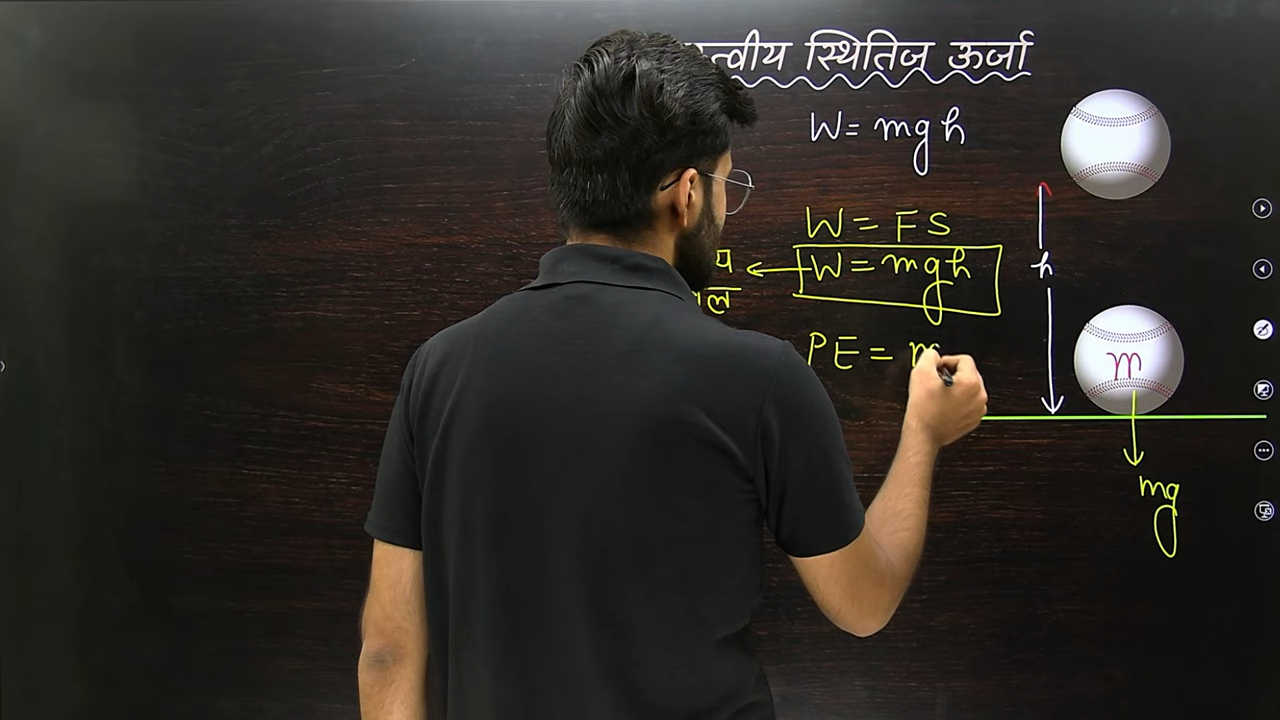 स्थितिज ऊर्जा
W = mgh
W = FS
W = mgh
PE = m
h
m
mg